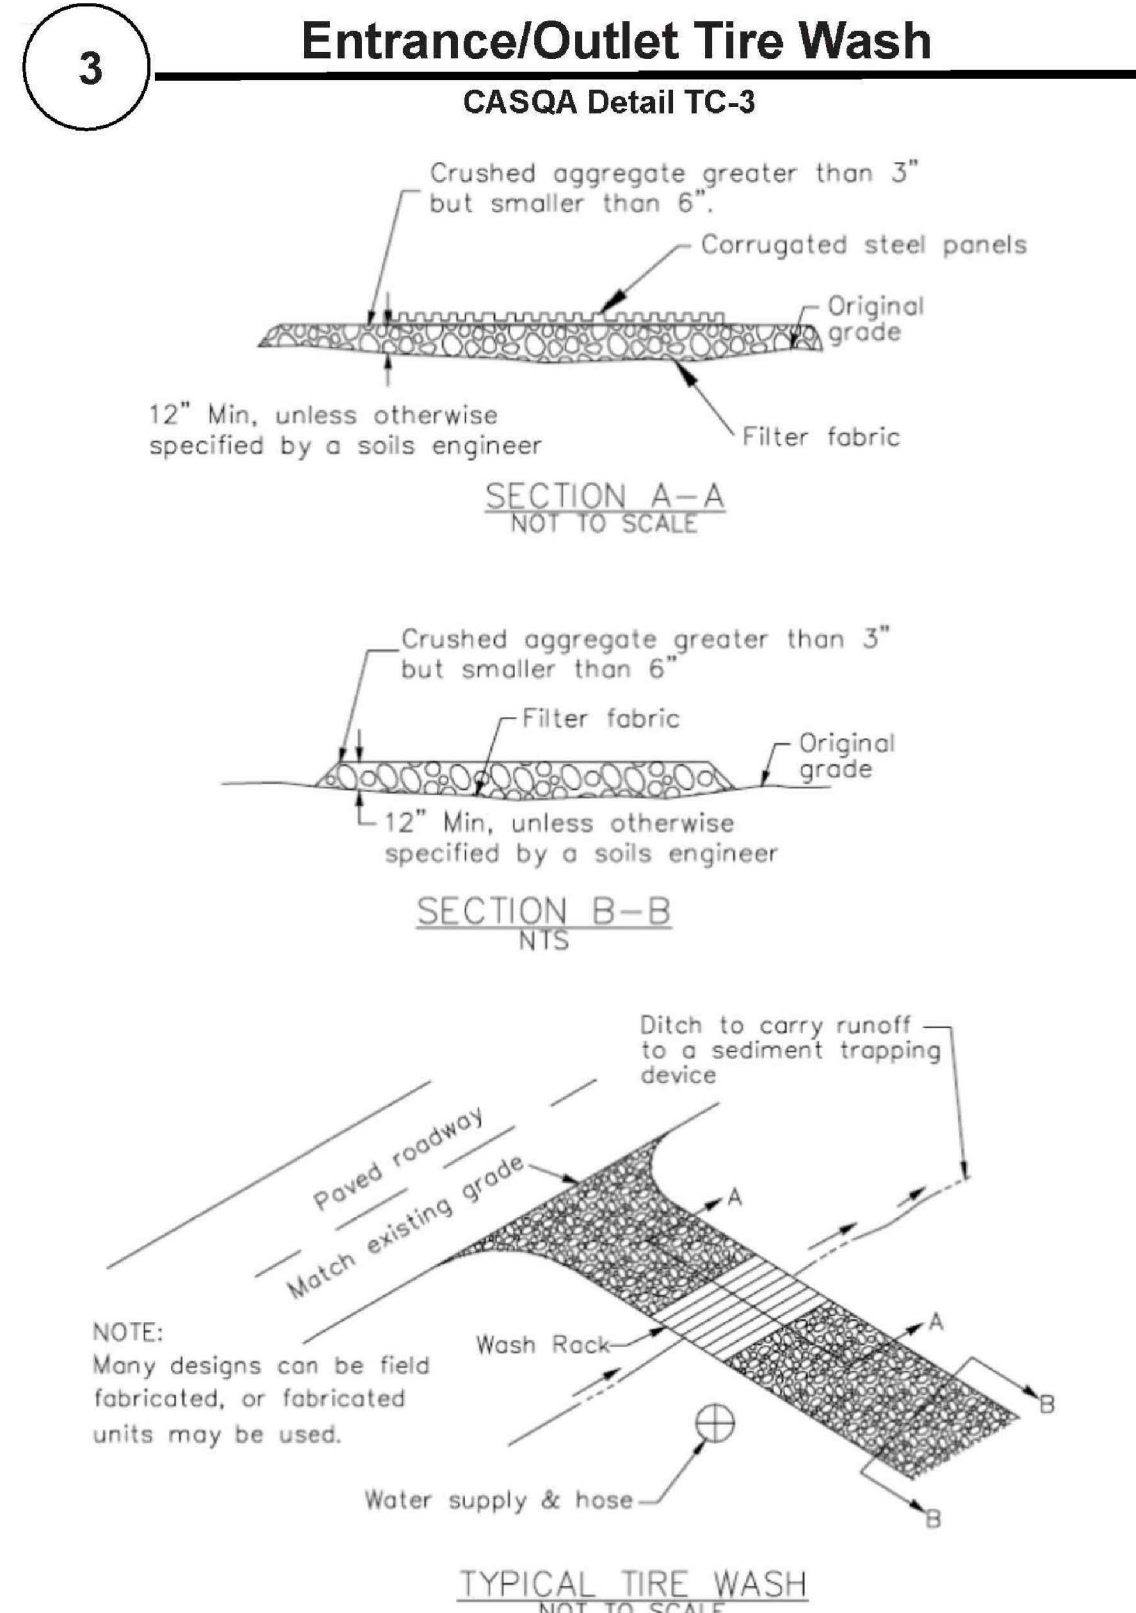 3
Entrance/Outlet Tire Wash
CASQA Detail TC-3
Crushed aggregate greater than 3"
but smaller than 6".
Corrugated steel panels
Original
grade
12" Min, unless otherwise
specified by a soils engineer
Filter fabric
SECTION A-A
NOT TO SCALE
Crushed aggregate greater than 3"
but smaller than 6"
Filter fabric
Original
grade
12" Min, unless otherwise
specified by a soils engineer
SECTION B-B
NTS
Ditch to carry runoff
to a sediment trapping
device
Paved roadway
Match existing grade
A
NOTE:
Many designs can be field
fabricated, or fabricated
units may be used.
Wash Rack
A
B
Water supply & hose
B
TYPICAL TIRE WASH
NOT TO SCALE